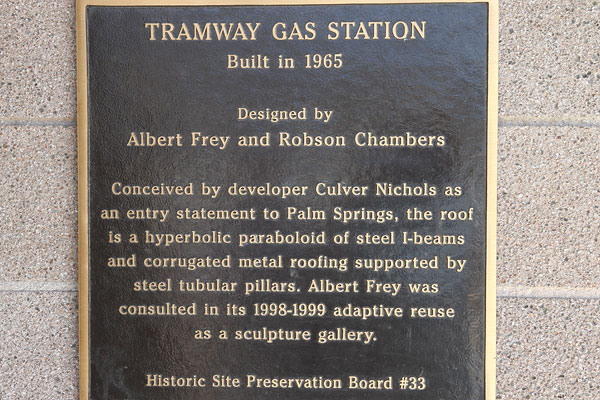 TRAMWAY GAS STATION
Built in 1965
Designed by
Albert Frey and Robson Chambers
Conceived by developer Culver Nichols as
an entry statement to Palm Springs, the roof
is a hyperbolic paraboloid of steel I-beams
and corrugated metal roofing supported by
steel tubular pillars. Albert Frey was
consulted in its 1998-1999 adaptive reuse
as a sculpture gallery.
Historic Site Preservation Board #33